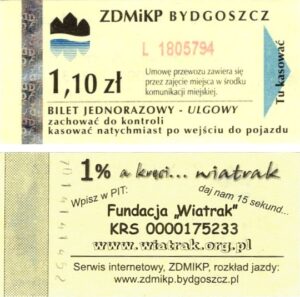 ZDMiKP BYDGOSZCZ
L 1805794
1,10 zł
Umowę przewozu zawiera się
przez zajęcie miejsca w środku
komunikacji miejskiej.
Tu kasować
BILET JEDNORAZOWY - ULGOWY
zachować do kontroli
kasować natychmiast po wejściu do pojazdu
1% a kręci... wiatrak
Wpisz w PIT:
daj nam 15 sekund...
Fundacja „Wiatrak”
KRS 0000175233
www.wiatrak.org.pl
Serwis internetowy, ZDMIKP, rozkład jazdy:
www.zdmikp.bydgoszcz.pl